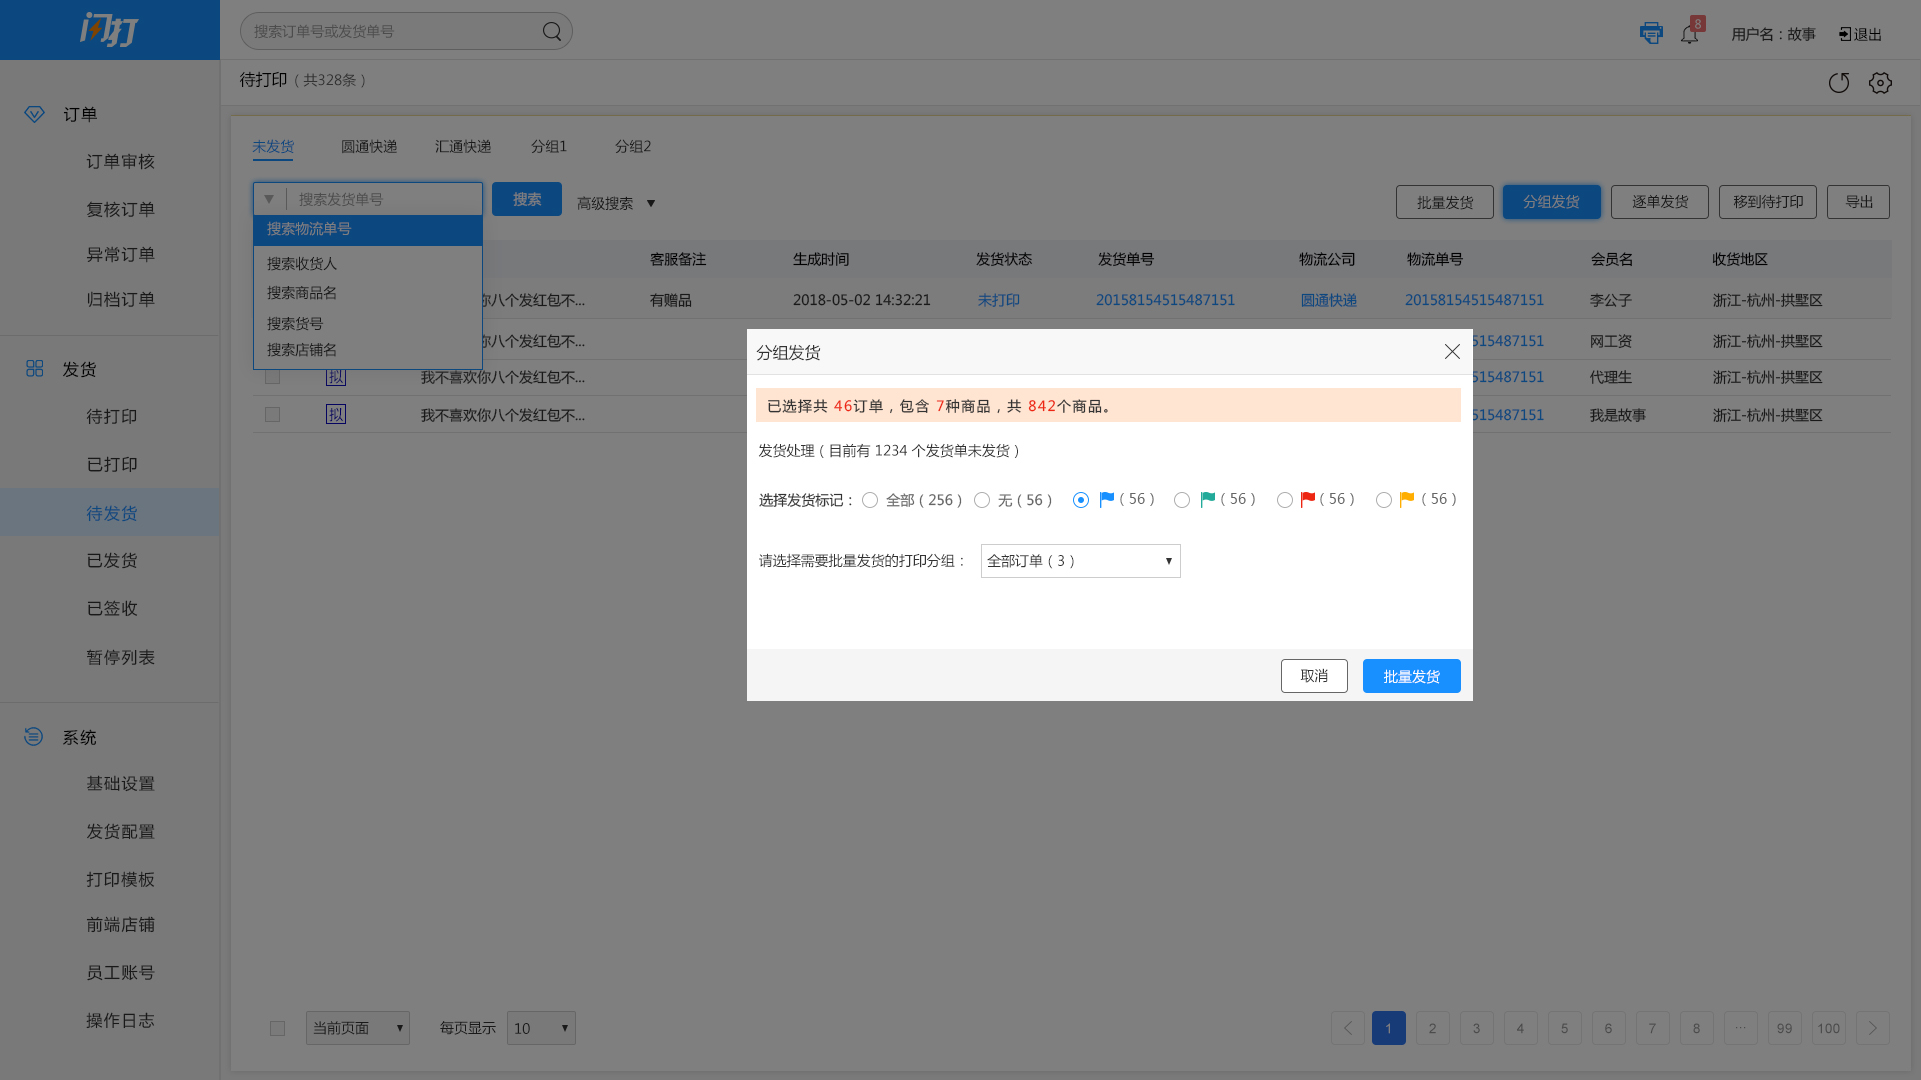 闪打
搜索订单号或发货单号
8
用户名：故事
退出
待打印（共328条）
订单
订单审核
复核订单
异常订单
归档订单
发货
待打印
已打印
待发货
已发货
已签收
暂停列表
系统
基础设置
发货配置
打印模板
前端店铺
员工账号
操作日志
未发货 圆通快递 汇通快递 分组1 分组2
▼ 搜索发货单号 搜索 高级搜索 ▼ 批量发货 分组发货 逐单发货 移到待打印 导出
搜索物流单号
搜索收货人
搜索商品名
搜索货号
搜索店铺名
客服备注 生成时间 发货状态 发货单号 物流公司 物流单号 会员名 收货地区
你八个发红包不... 有赠品 2018-05-02 14:32:21 未打印 20158154515487151 圆通快递 20158154515487151 李公子 浙江-杭州-拱墅区
你八个发红包不... 515487151 网工资 浙江-杭州-拱墅区
拟 我不喜欢你八个发红包不... 515487151 代理生 浙江-杭州-拱墅区
拟 我不喜欢你八个发红包不... 515487151 我是故事 浙江-杭州-拱墅区
分组发货
已选择共 46订单，包含 7种商品，共 842个商品。
发货处理（目前有 1234 个发货单未发货）
选择发货标记： 全部（256） 无（56） （56） （56） （56） （56）
请选择需要批量发货的打印分组： 全部订单（3） ▼
取消 批量发货
当前页面 ▼ 每页显示 10 ▼ 1 2 3 4 5 6 7 8 ... 99 100